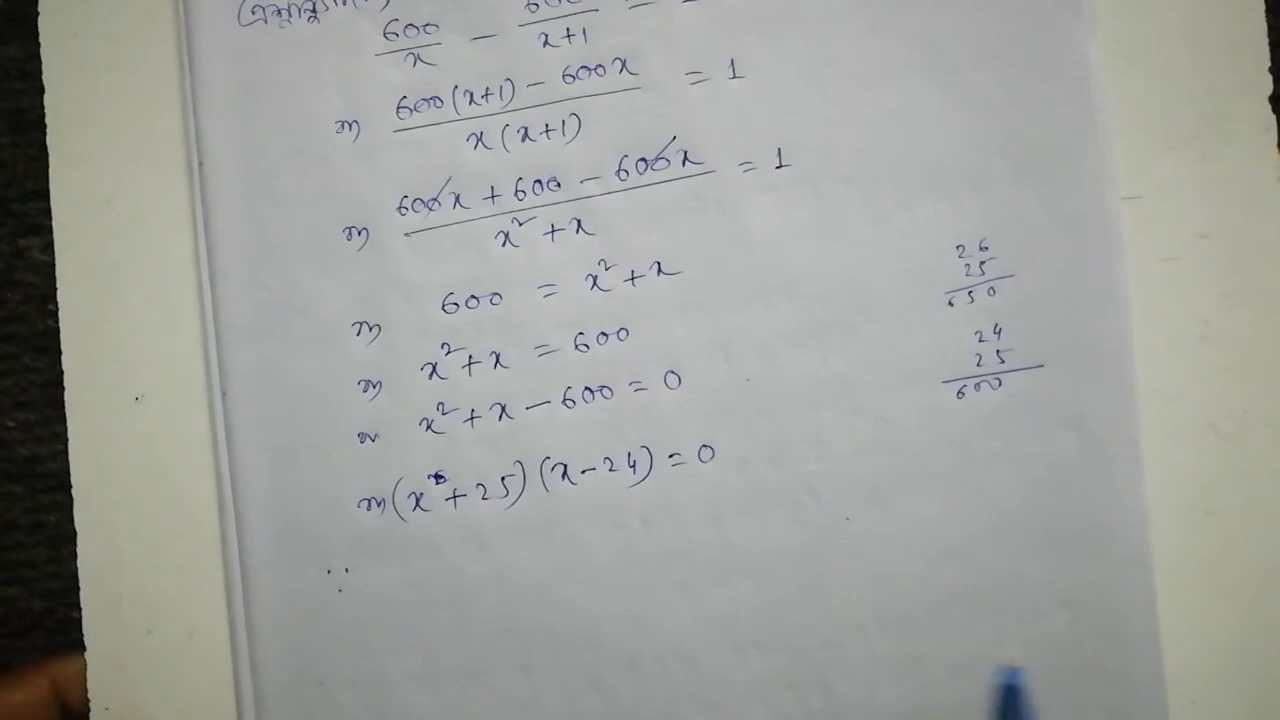 600/x - 600/x+1 =
বা 600(x+1) - 600x / x(x+1) = 1
বা 600x + 600 - 600x / x² + x = 1
বা 600 = x² + x
বা x² + x = 600
বা x² + x - 600 = 0
বা (x + 25) (x - 24) = 0
∵
26
25
650
24
25
600